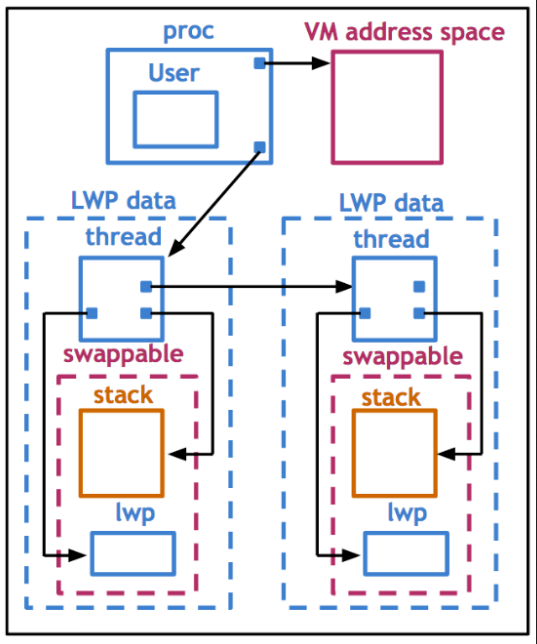 proc
VM address space
User
LWP data
LWP data
thread
thread
swappable
swappable
stack
stack
lwp
lwp